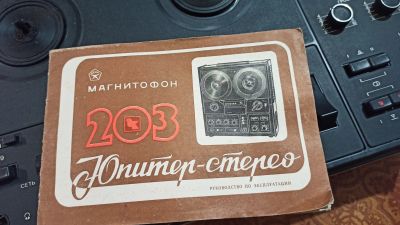 МАГНИТОФОН
203
Юпитер-стерео
РУКОВОДСТВО ПО ЭКСПЛУАТАЦИИ
СЕТЬ